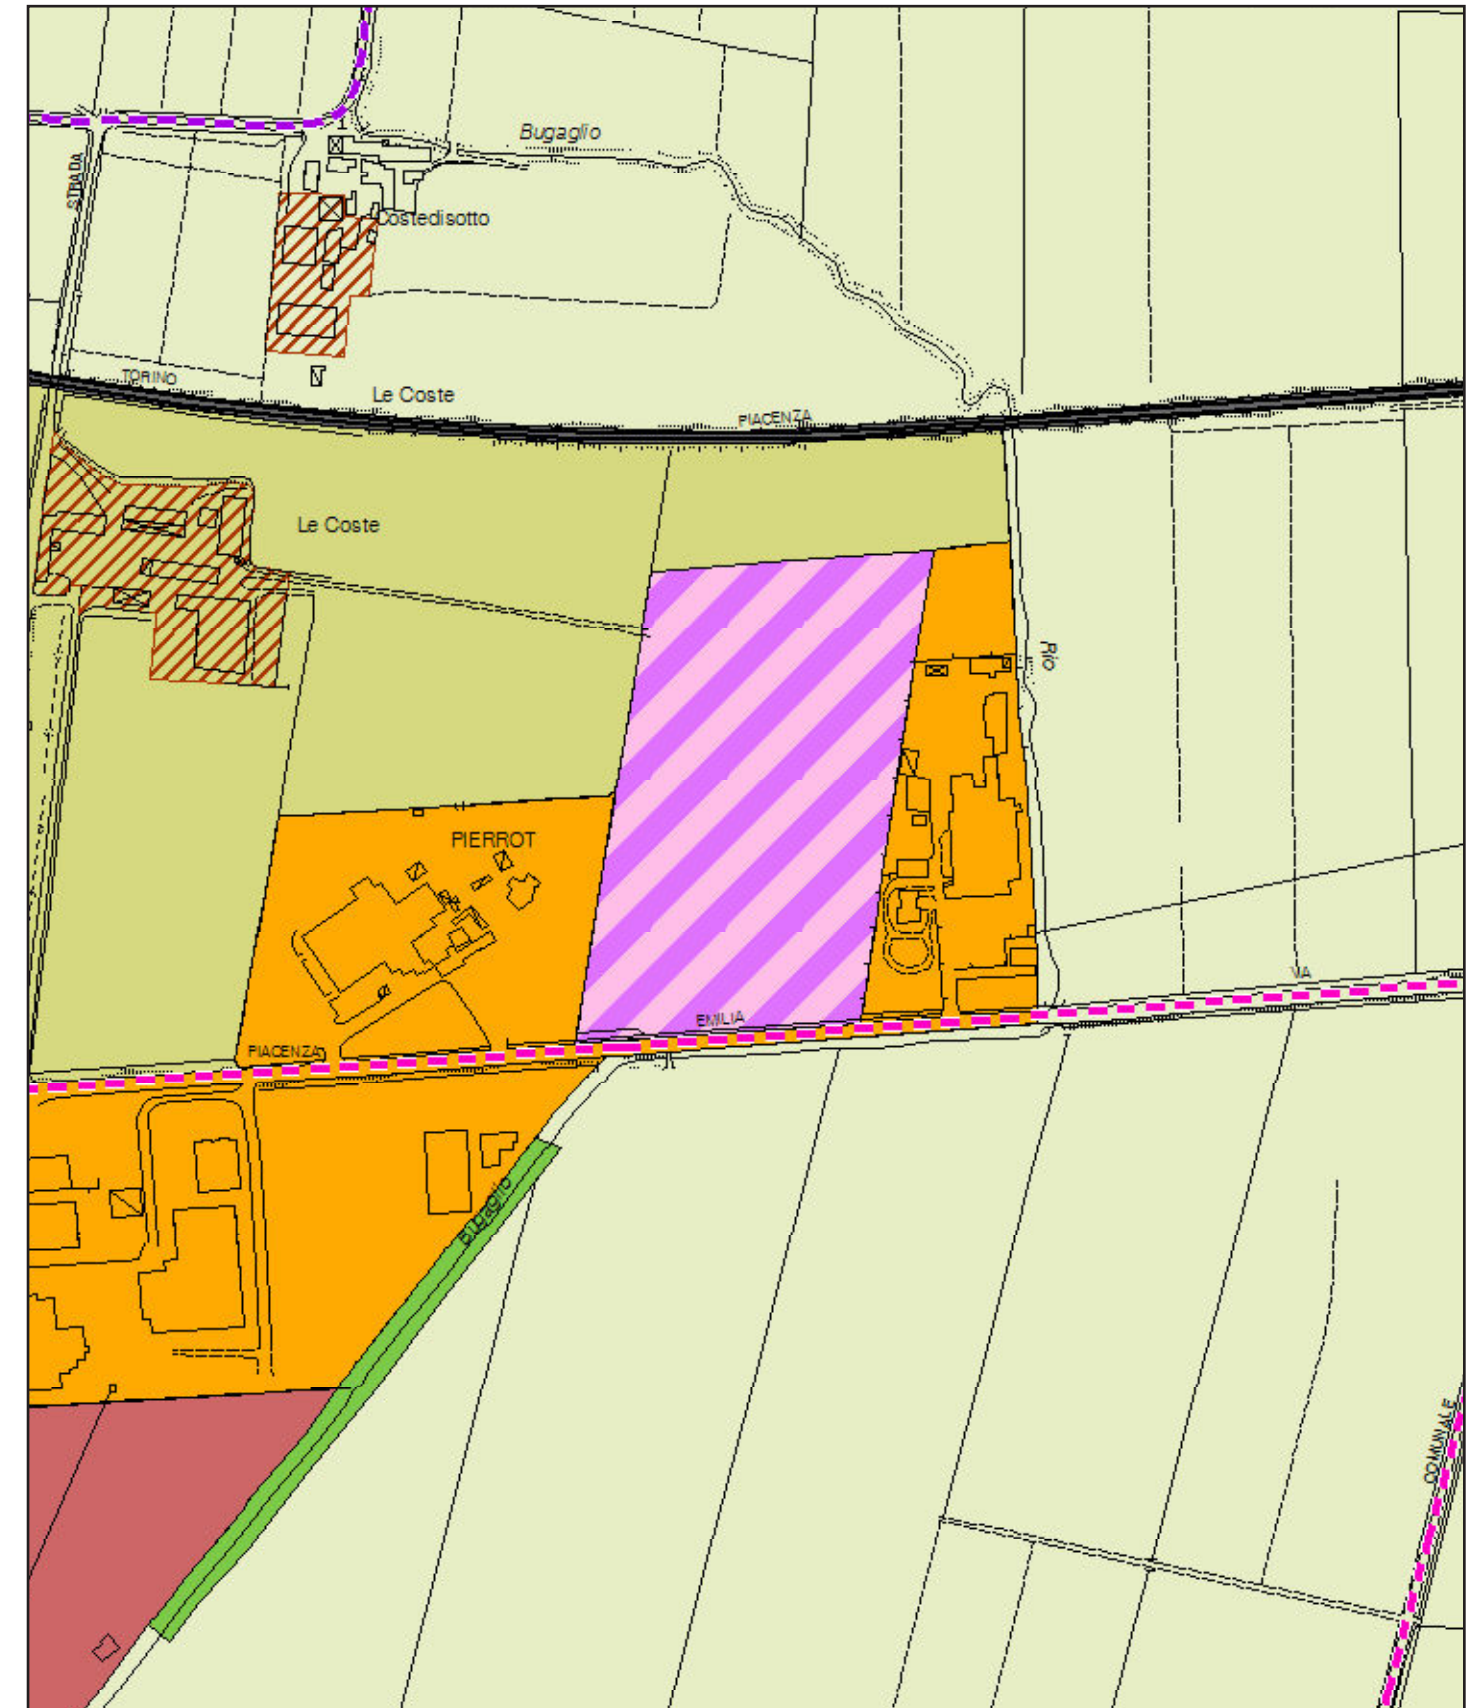 Bugaglio
STRADA
Costedisotto
TORINO
Le Coste
PIACENZA
Le Coste
Rio
PIERROT
VIA
EMILIA
PIACENZA
Bugaglio
COMUNALE